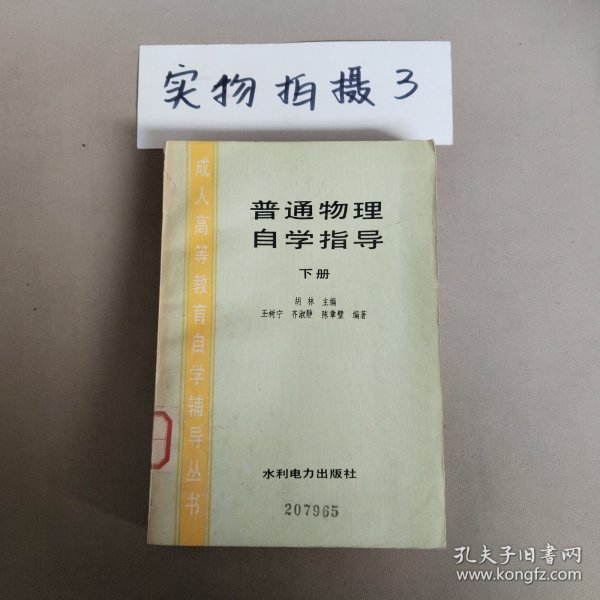 实物拍摄3
成人高等教育自学辅导丛书
普通物理
自学指导
下册
胡林 主编
王树宁 齐淑静 陈章璧 编著
水利电力出版社
207965
孔夫子旧书网
www.kongfz.com